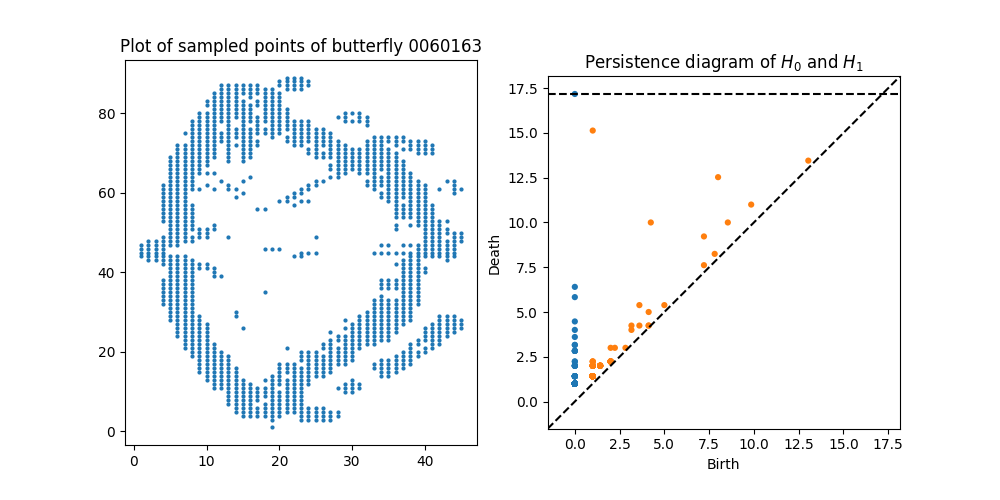 Plot of sampled points of butterfly 0060163
80
60
40
20
0
0 10 20 30 40
Persistence diagram of H₀ and H₁
17.5
15.0
12.5
10.0
7.5
5.0
2.5
0.0
Death
0.0 2.5 5.0 7.5 10.0 12.5 15.0 17.5
Birth